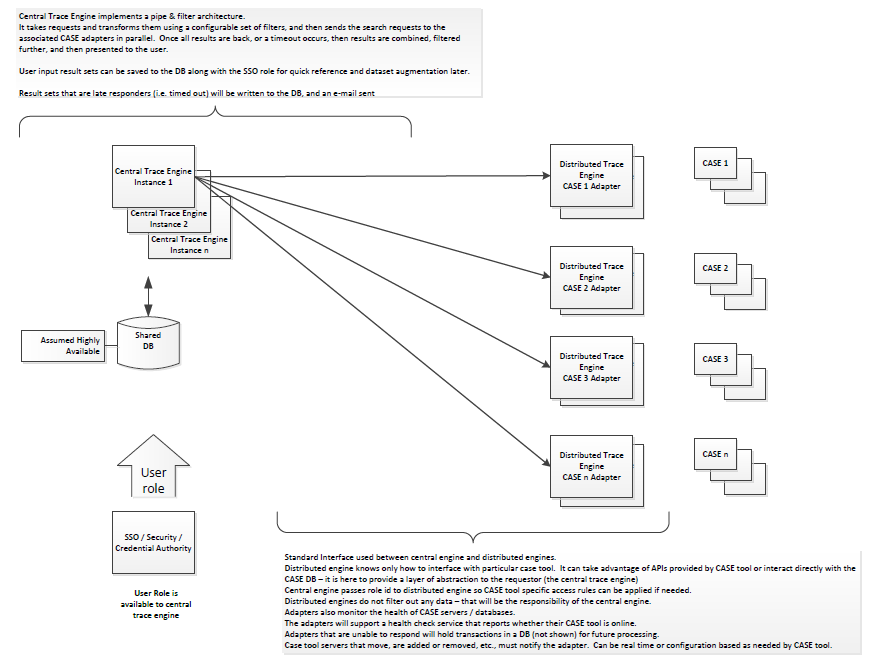 Central Trace Engine implements a pipe & filter architecture.
It takes requests and transforms them using a configurable set of filters, and then sends the search requests to the
associated CASE adapters in parallel. Once all results are back, or a timeout occurs, then results are combined, filtered
further, and then presented to the user.
User input result sets can be saved to the DB along with the SSO role for quick reference and dataset augmentation later.
Result sets that are late responders (i.e. timed out) will be written to the DB, and an e-mail sent
Central Trace Engine
Instance 1
Central Trace Engine
Instance 2
Central Trace Engine
Instance n
Assumed Highly
Available
Shared
DB
User
role
SSO / Security /
Credential Authority
User Role is
available to central
trace engine
Distributed Trace
Engine
CASE 1 Adapter
CASE 1
Distributed Trace
Engine
CASE 2 Adapter
CASE 2
Distributed Trace
Engine
CASE 3 Adapter
CASE 3
Distributed Trace
Engine
CASE n Adapter
CASE n
Standard Interface used between central engine and distributed engines.
Distributed engine knows only how to interface with particular case tool. It can take advantage of APIs provided by CASE tool or interact directly with the
CASE DB – it is here to provide a layer of abstraction to the requestor (the central trace engine)
Central engine passes role id to distributed engine so CASE tool specific access rules can be applied if needed.
Distributed engines do not filter out any data – that will be the responsibility of the central engine.
Adapters also monitor the health of CASE servers / databases.
The adapters will support a health check service that reports whether their CASE tool is online.
Adapters that are unable to respond will hold transactions in a DB (not shown) for future processing.
Case tool servers that move, are added or removed, etc., must notify the adapter. Can be real time or configuration based as needed by CASE tool.